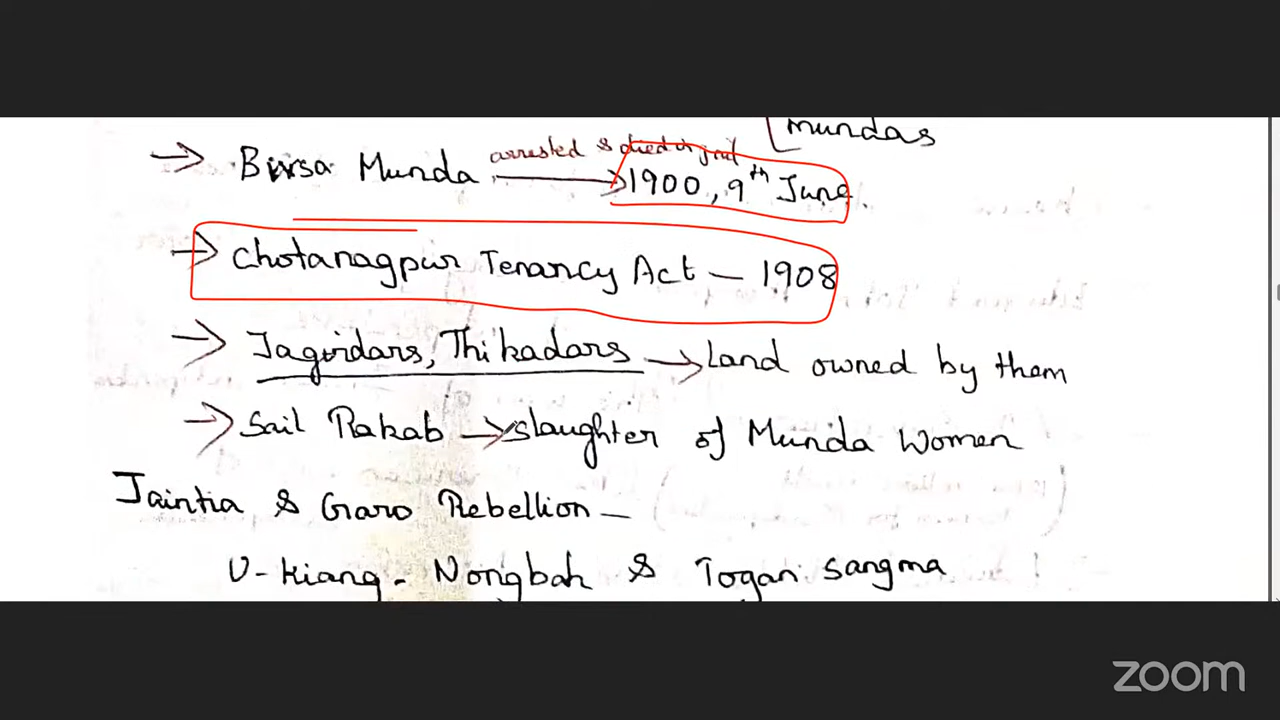 Mundas
→ Birsa Munda arrested & died in jail → 1900, 9th June.
→ Chotanagpur Tenancy Act – 1908
→ Jagirdars, Thikadars → Land owned by them
→ Sail Rakab → slaughter of Munda Women
Jaintia & Garo Rebellion –
U-Kiang-Nongbah & Togan Sangma
zoom